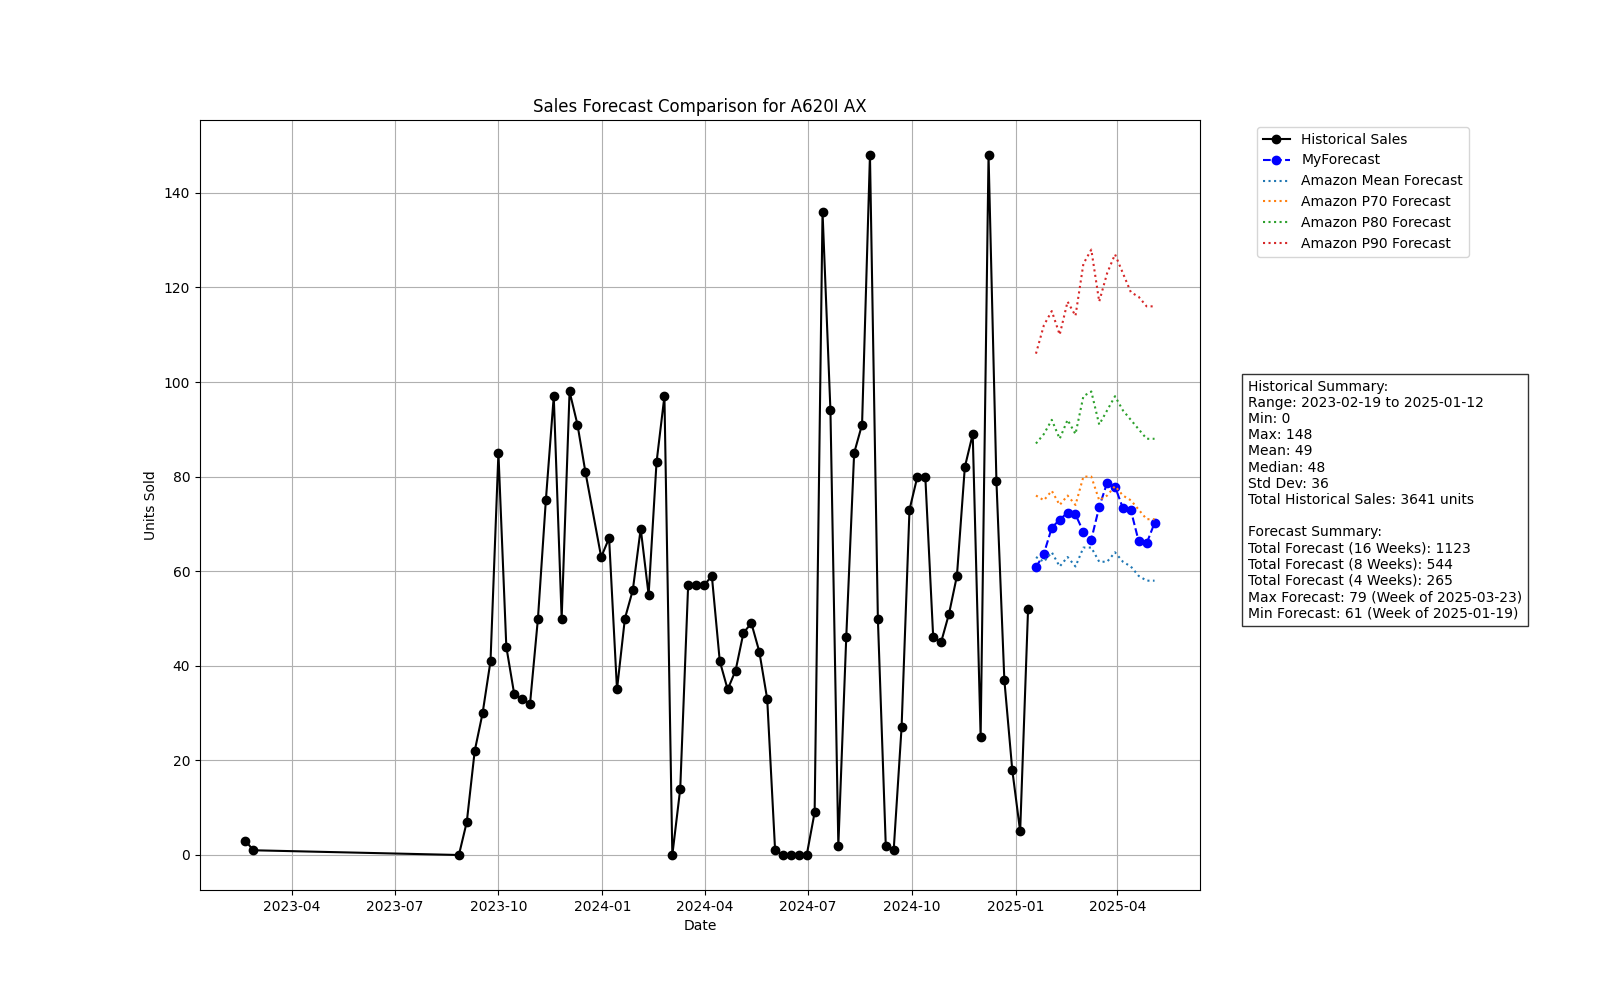 Sales Forecast Comparison for A620I AX
Historical Sales
MyForecast
Amazon Mean Forecast
Amazon P70 Forecast
Amazon P80 Forecast
Amazon P90 Forecast
140
120
100
80
60
40
20
0
Units Sold
2023-04
2023-07
2023-10
2024-01
2024-04
2024-07
2024-10
2025-01
2025-04
Date
Historical Summary:
Range: 2023-02-19 to 2025-01-12
Min: 0
Max: 148
Mean: 49
Median: 48
Std Dev: 36
Total Historical Sales: 3641 units
Forecast Summary:
Total Forecast (16 Weeks): 1123
Total Forecast (8 Weeks): 544
Total Forecast (4 Weeks): 265
Max Forecast: 79 (Week of 2025-03-23)
Min Forecast: 61 (Week of 2025-01-19)